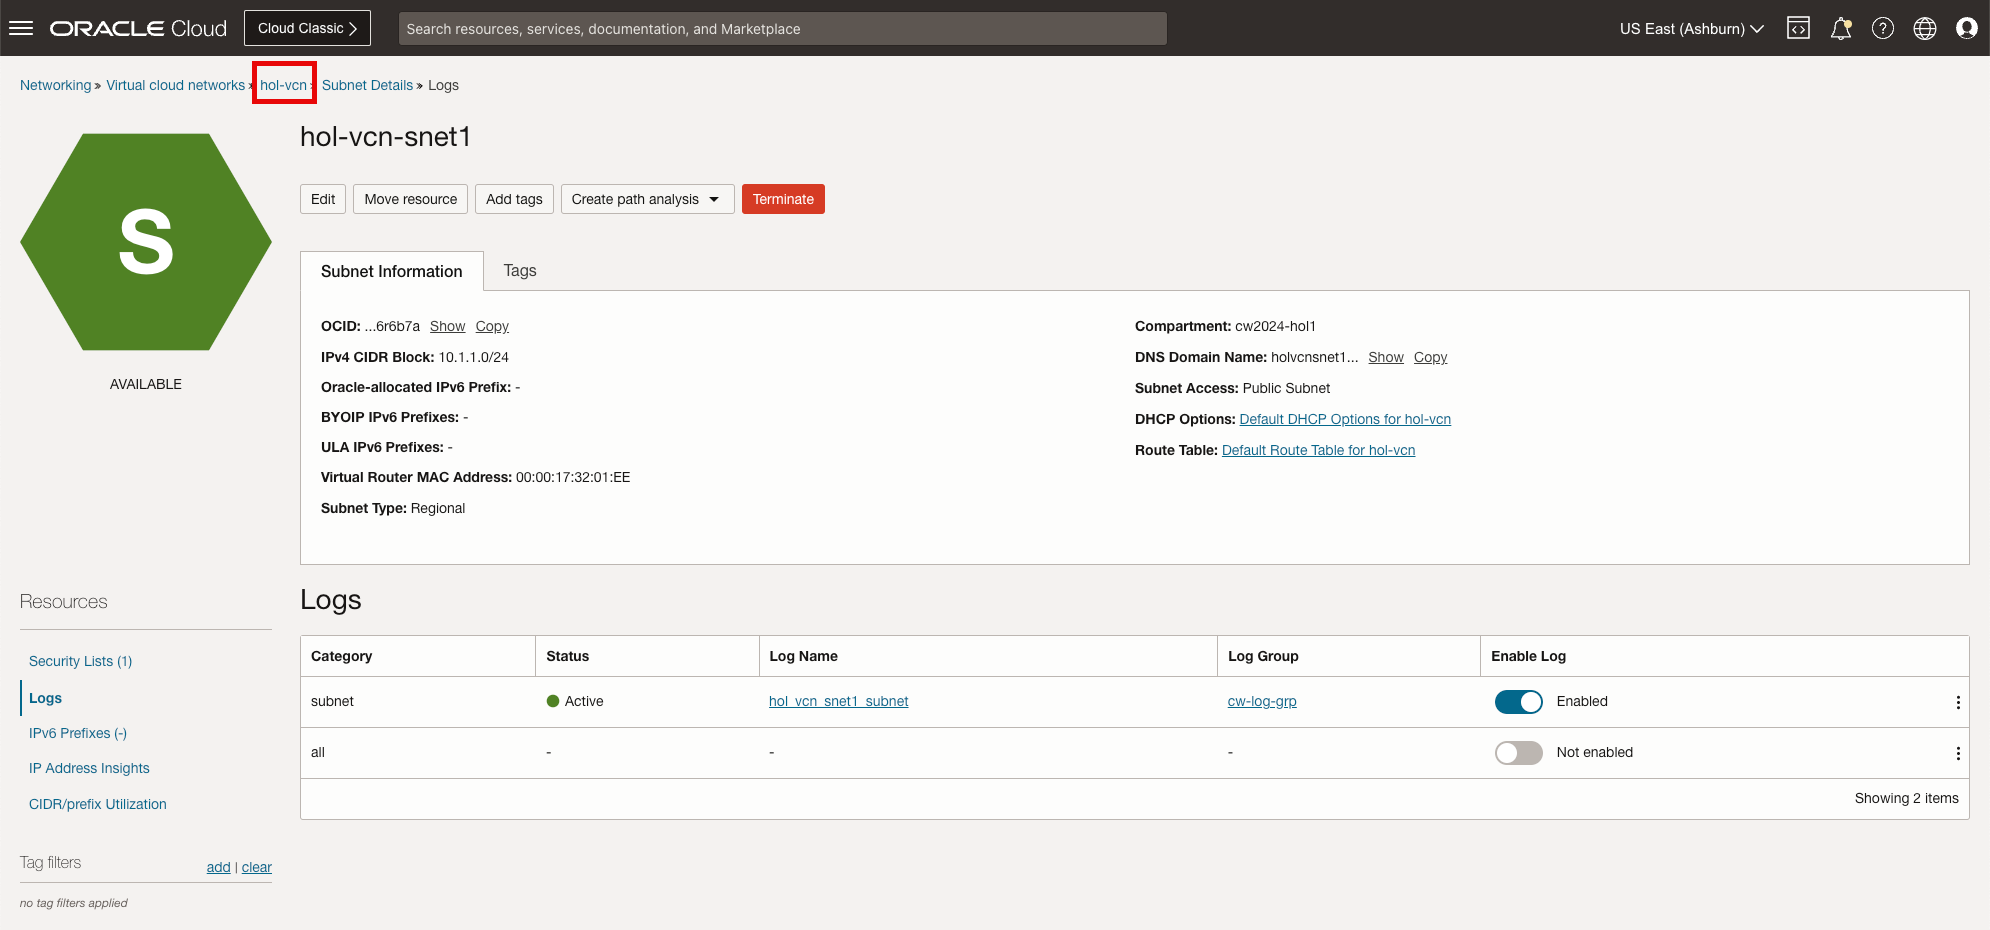 ORACLE Cloud
Cloud Classic
Search resources, services, documentation, and Marketplace
US East (Ashburn)
Networking » Virtual cloud networks » hol-vcn » Subnet Details » Logs
S
AVAILABLE
hol-vcn-snet1
Edit
Move resource
Add tags
Create path analysis
Terminate
Subnet Information
Tags
OCID: ...6r6b7a Show Copy
IPv4 CIDR Block: 10.1.1.0/24
Oracle-allocated IPv6 Prefix: -
BYOIP IPv6 Prefixes: -
ULA IPv6 Prefixes: -
Virtual Router MAC Address: 00:00:17:32:01:EE
Subnet Type: Regional
Compartment: cw2024-hol1
DNS Domain Name: holvcnsnet1... Show Copy
Subnet Access: Public Subnet
DHCP Options: Default DHCP Options for hol-vcn
Route Table: Default Route Table for hol-vcn
Resources
Security Lists (1)
Logs
IPv6 Prefixes (-)
IP Address Insights
CIDR/prefix Utilization
Tag filters
add | clear
no tag filters applied
Logs
Category Status Log Name Log Group Enable Log
subnet Active hol_vcn_snet1_subnet cw-log-grp Enabled
all - - - Not enabled
Showing 2 items